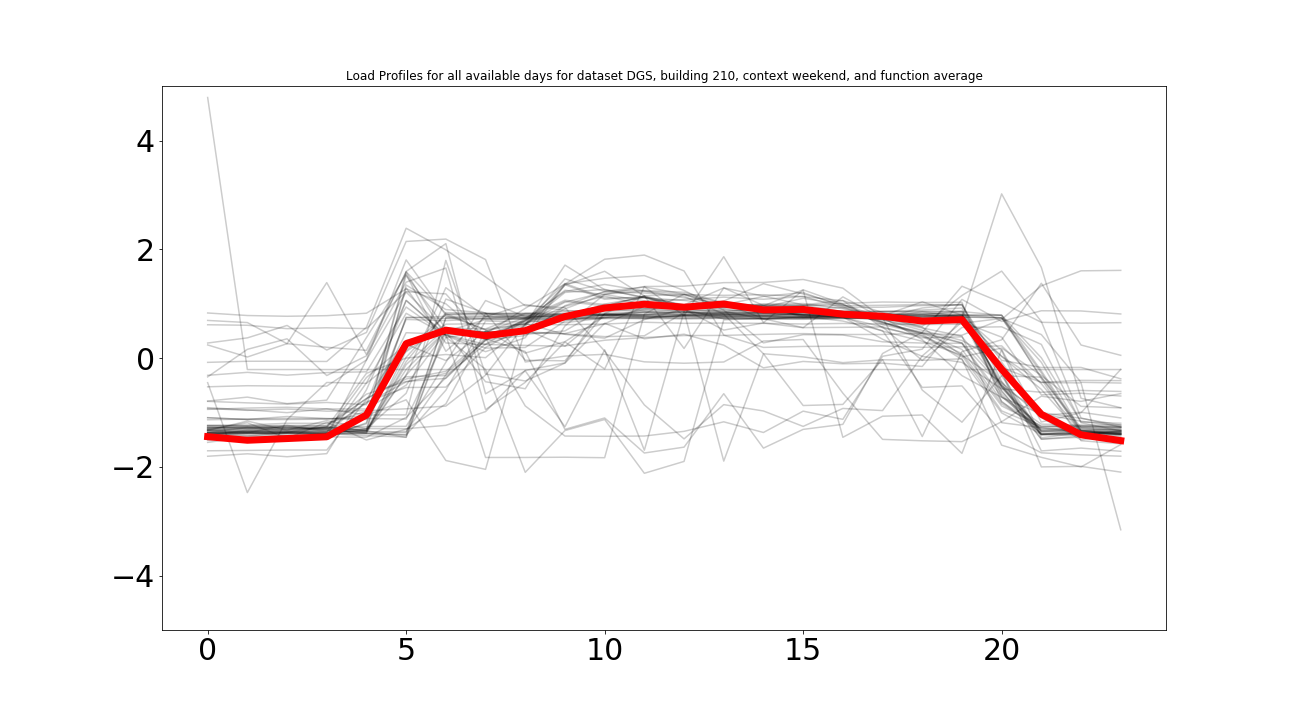 Load Profiles for all available days for dataset DGS, building 210, context weekend, and function average
4
2
0
−2
−4
0 5 10 15 20